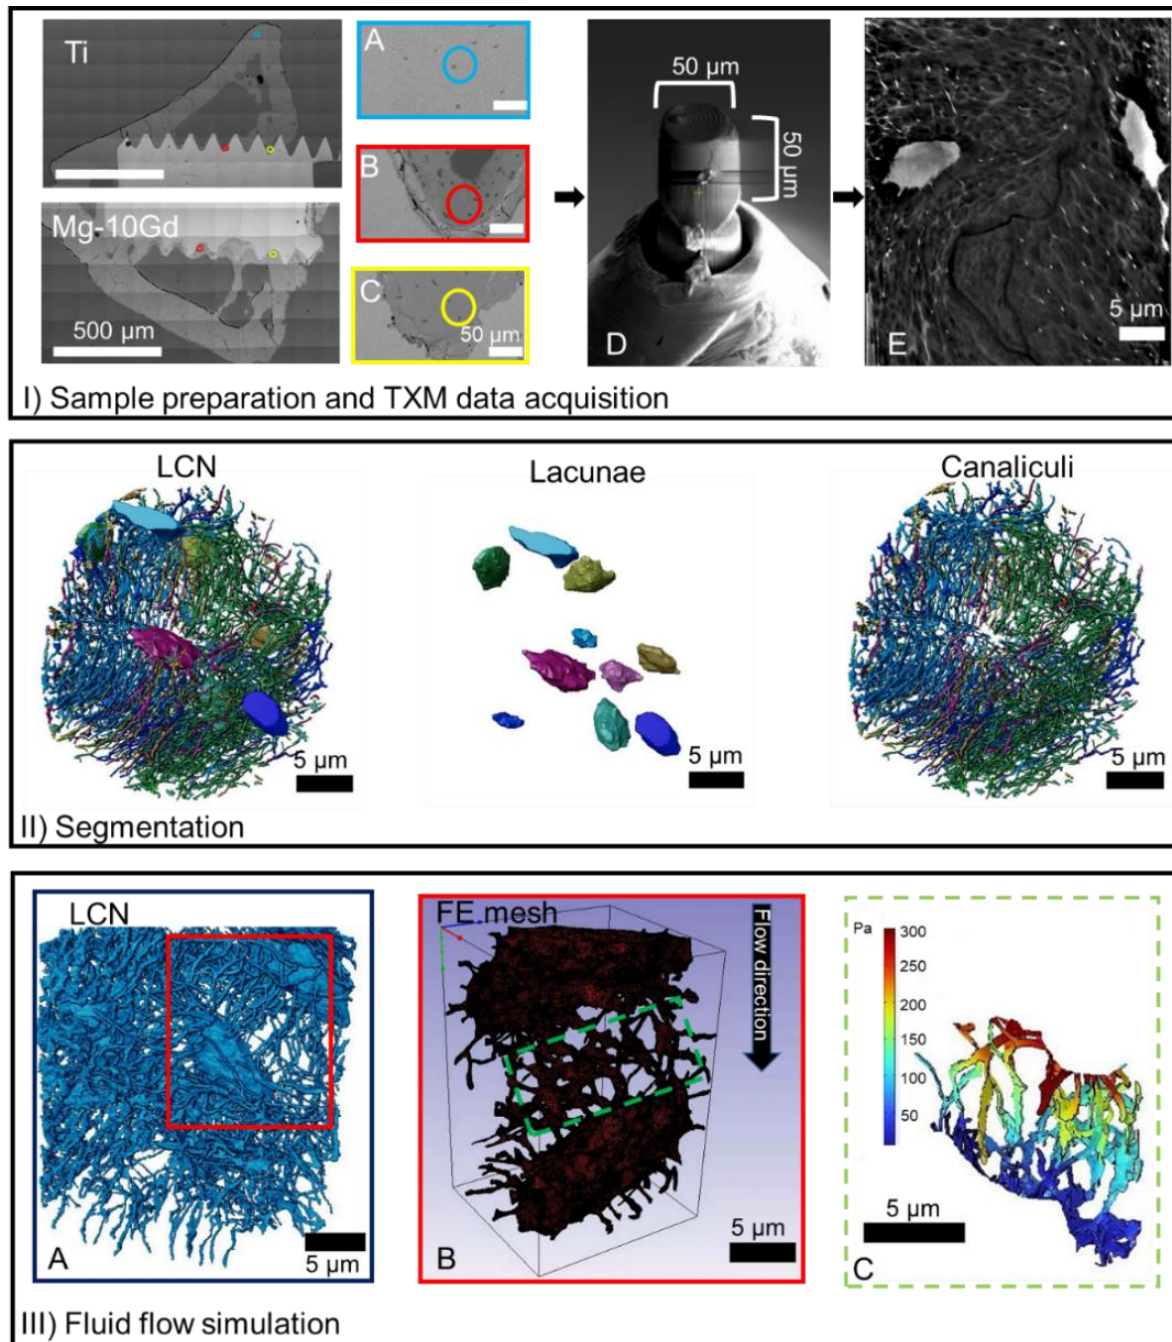 Ti
A
50 µm
50 µm
B
Mg-10Gd
C
50 µm
500 µm
D
E
5 µm
I) Sample preparation and TXM data acquisition
LCN
Lacunae
Canaliculi
5 µm
5 µm
5 µm
II) Segmentation
LCN
FE mesh
Flow direction
Pa
300
250
200
150
100
50
5 µm
A
5 µm
B
5 µm
C
III) Fluid flow simulation